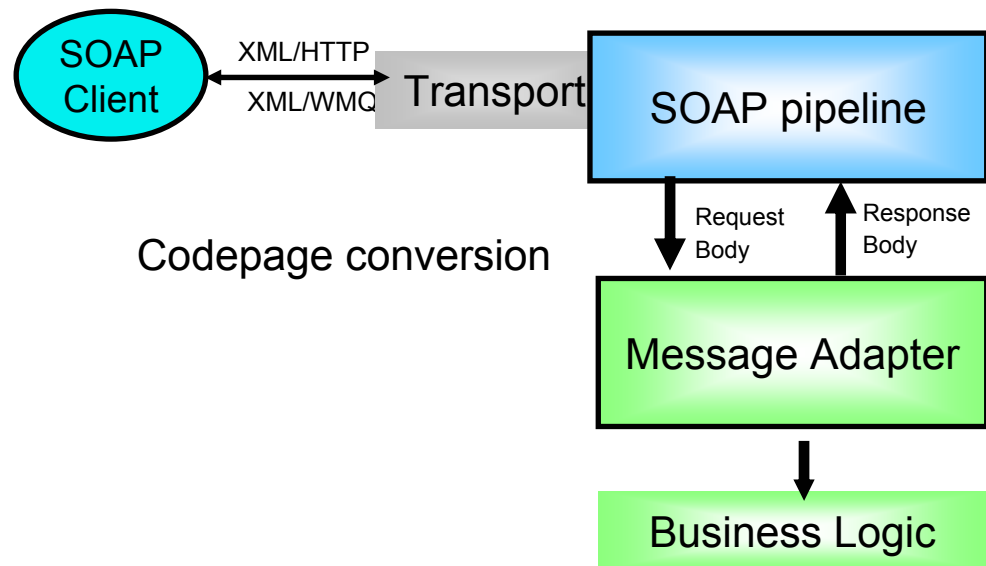 SOAP
Client
XML/HTTP
XML/WMQ
Transport
SOAP pipeline
Request
Body
Response
Body
Codepage conversion
Message Adapter
Business Logic